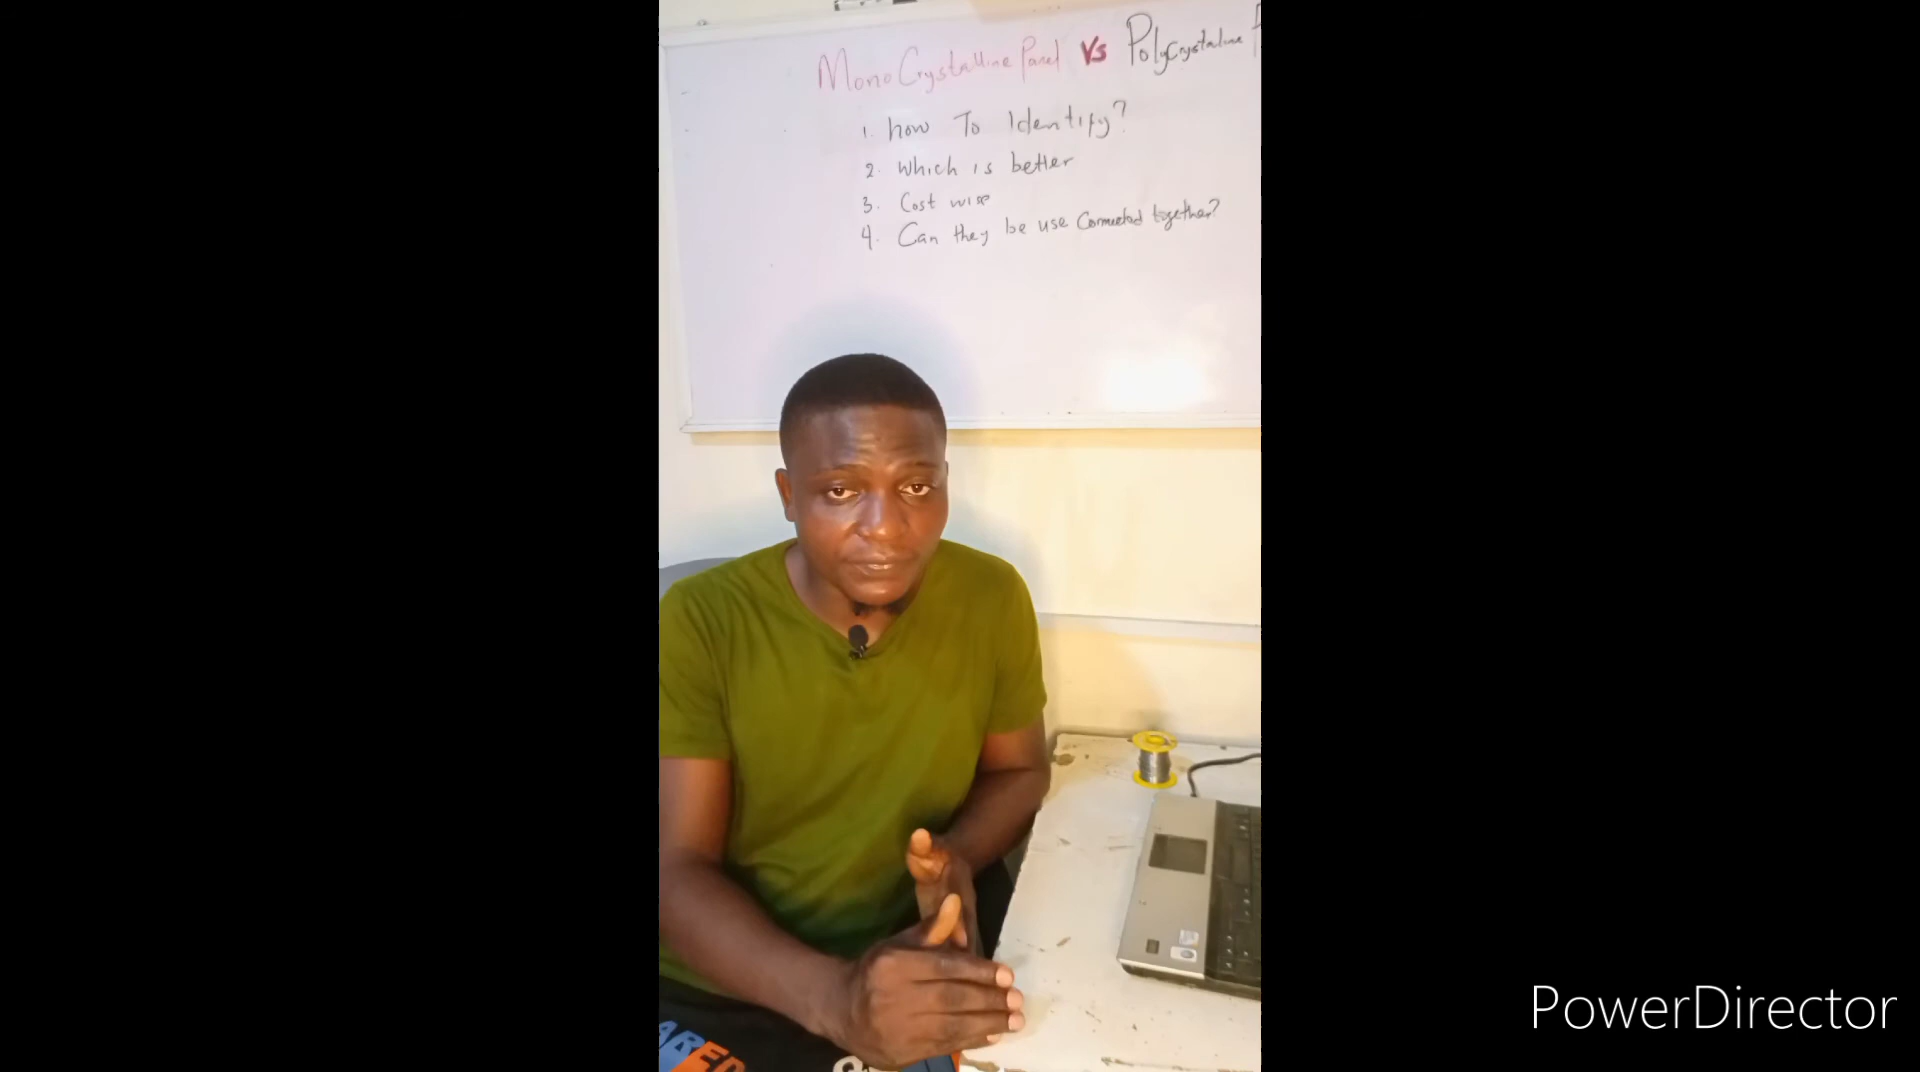 Mono Crystalline Panel Vs Polycrystaline
1. how To Identify?
2. which is better
3. Cost wise
4. Can they be use Connected together?
PowerDirector